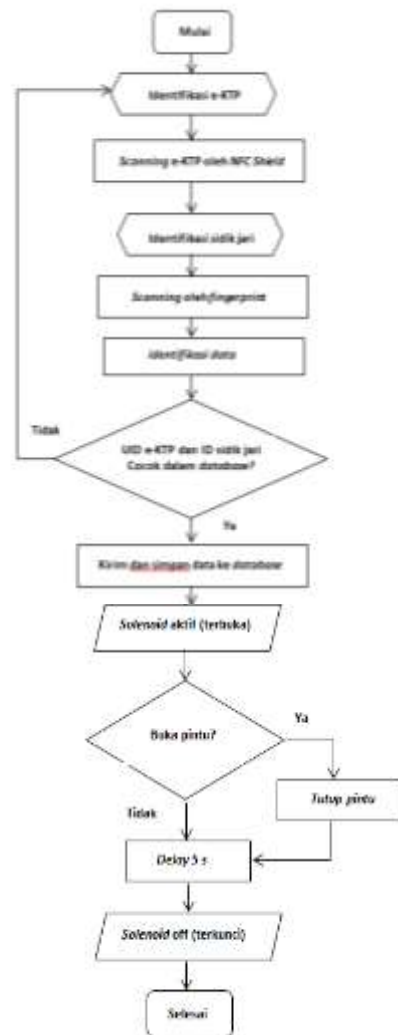 Mulai
Identifikasi e-KTP
Scanning e-KTP oleh NFC Shield
Identifikasi sidik jari
Scanning oleh fingerprint
Identifikasi data
Tidak
UID e-KTP dan ID sidik jari
Cocok dalam database?
Ya
Kirim dan simpan data ke database
Solenoid aktif (terbuka)
Buka pintu?
Ya
Tutup pintu
Tidak
Delay 5 s
Solenoid off (terkunci)
Selesai